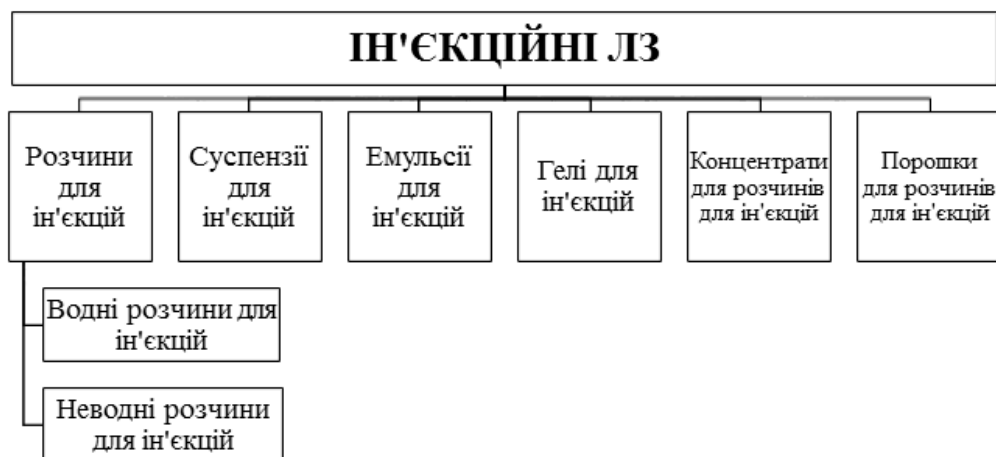 ІН'ЄКЦІЙНІ ЛЗ
Розчини
для
ін'єкцій
Суспензії
для
ін'єкцій
Емульсії
для
ін'єкцій
Гелі для
ін'єкцій
Концентрати
для розчинів
для ін'єкцій
Порошки
для розчинів
для ін'єкцій
Водні розчини для
ін'єкцій
Неводні розчини
для ін'єкцій